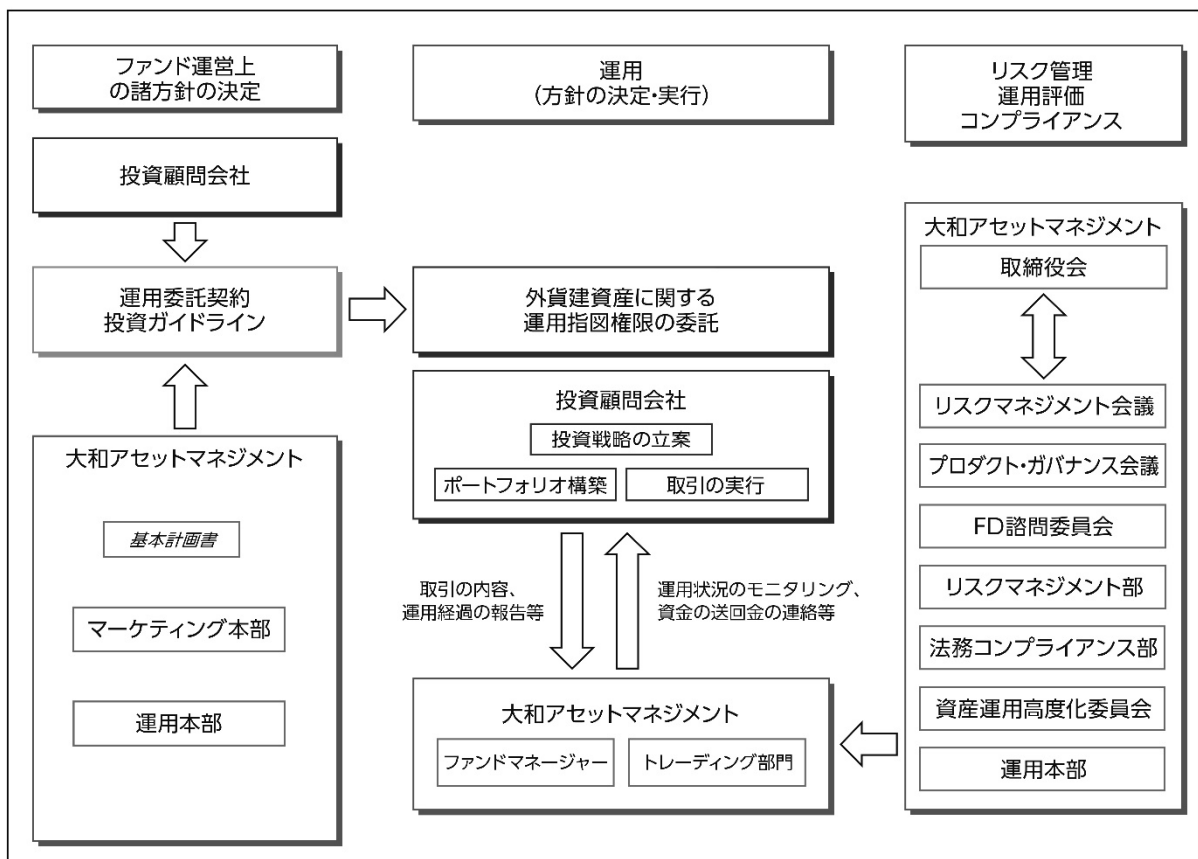 ファンド運営上
の諸方針の決定
投資顧問会社
運用委託契約
投資ガイドライン
大和アセットマネジメント
基本計画書
マーケティング本部
運用本部
運用
(方針の決定・実行)
外貨建資産に関する
運用指図権限の委託
投資顧問会社
投資戦略の立案
ポートフォリオ構築
取引の実行
取引の内容、
運用経過の報告等
運用状況のモニタリング、
資金の送回金の連絡等
大和アセットマネジメント
ファンドマネージャー
トレーディング部門
リスク管理
運用評価
コンプライアンス
大和アセットマネジメント
取締役会
リスクマネジメント会議
プロダクト・ガバナンス会議
FD諮問委員会
リスクマネジメント部
法務コンプライアンス部
資産運用高度化委員会
運用本部